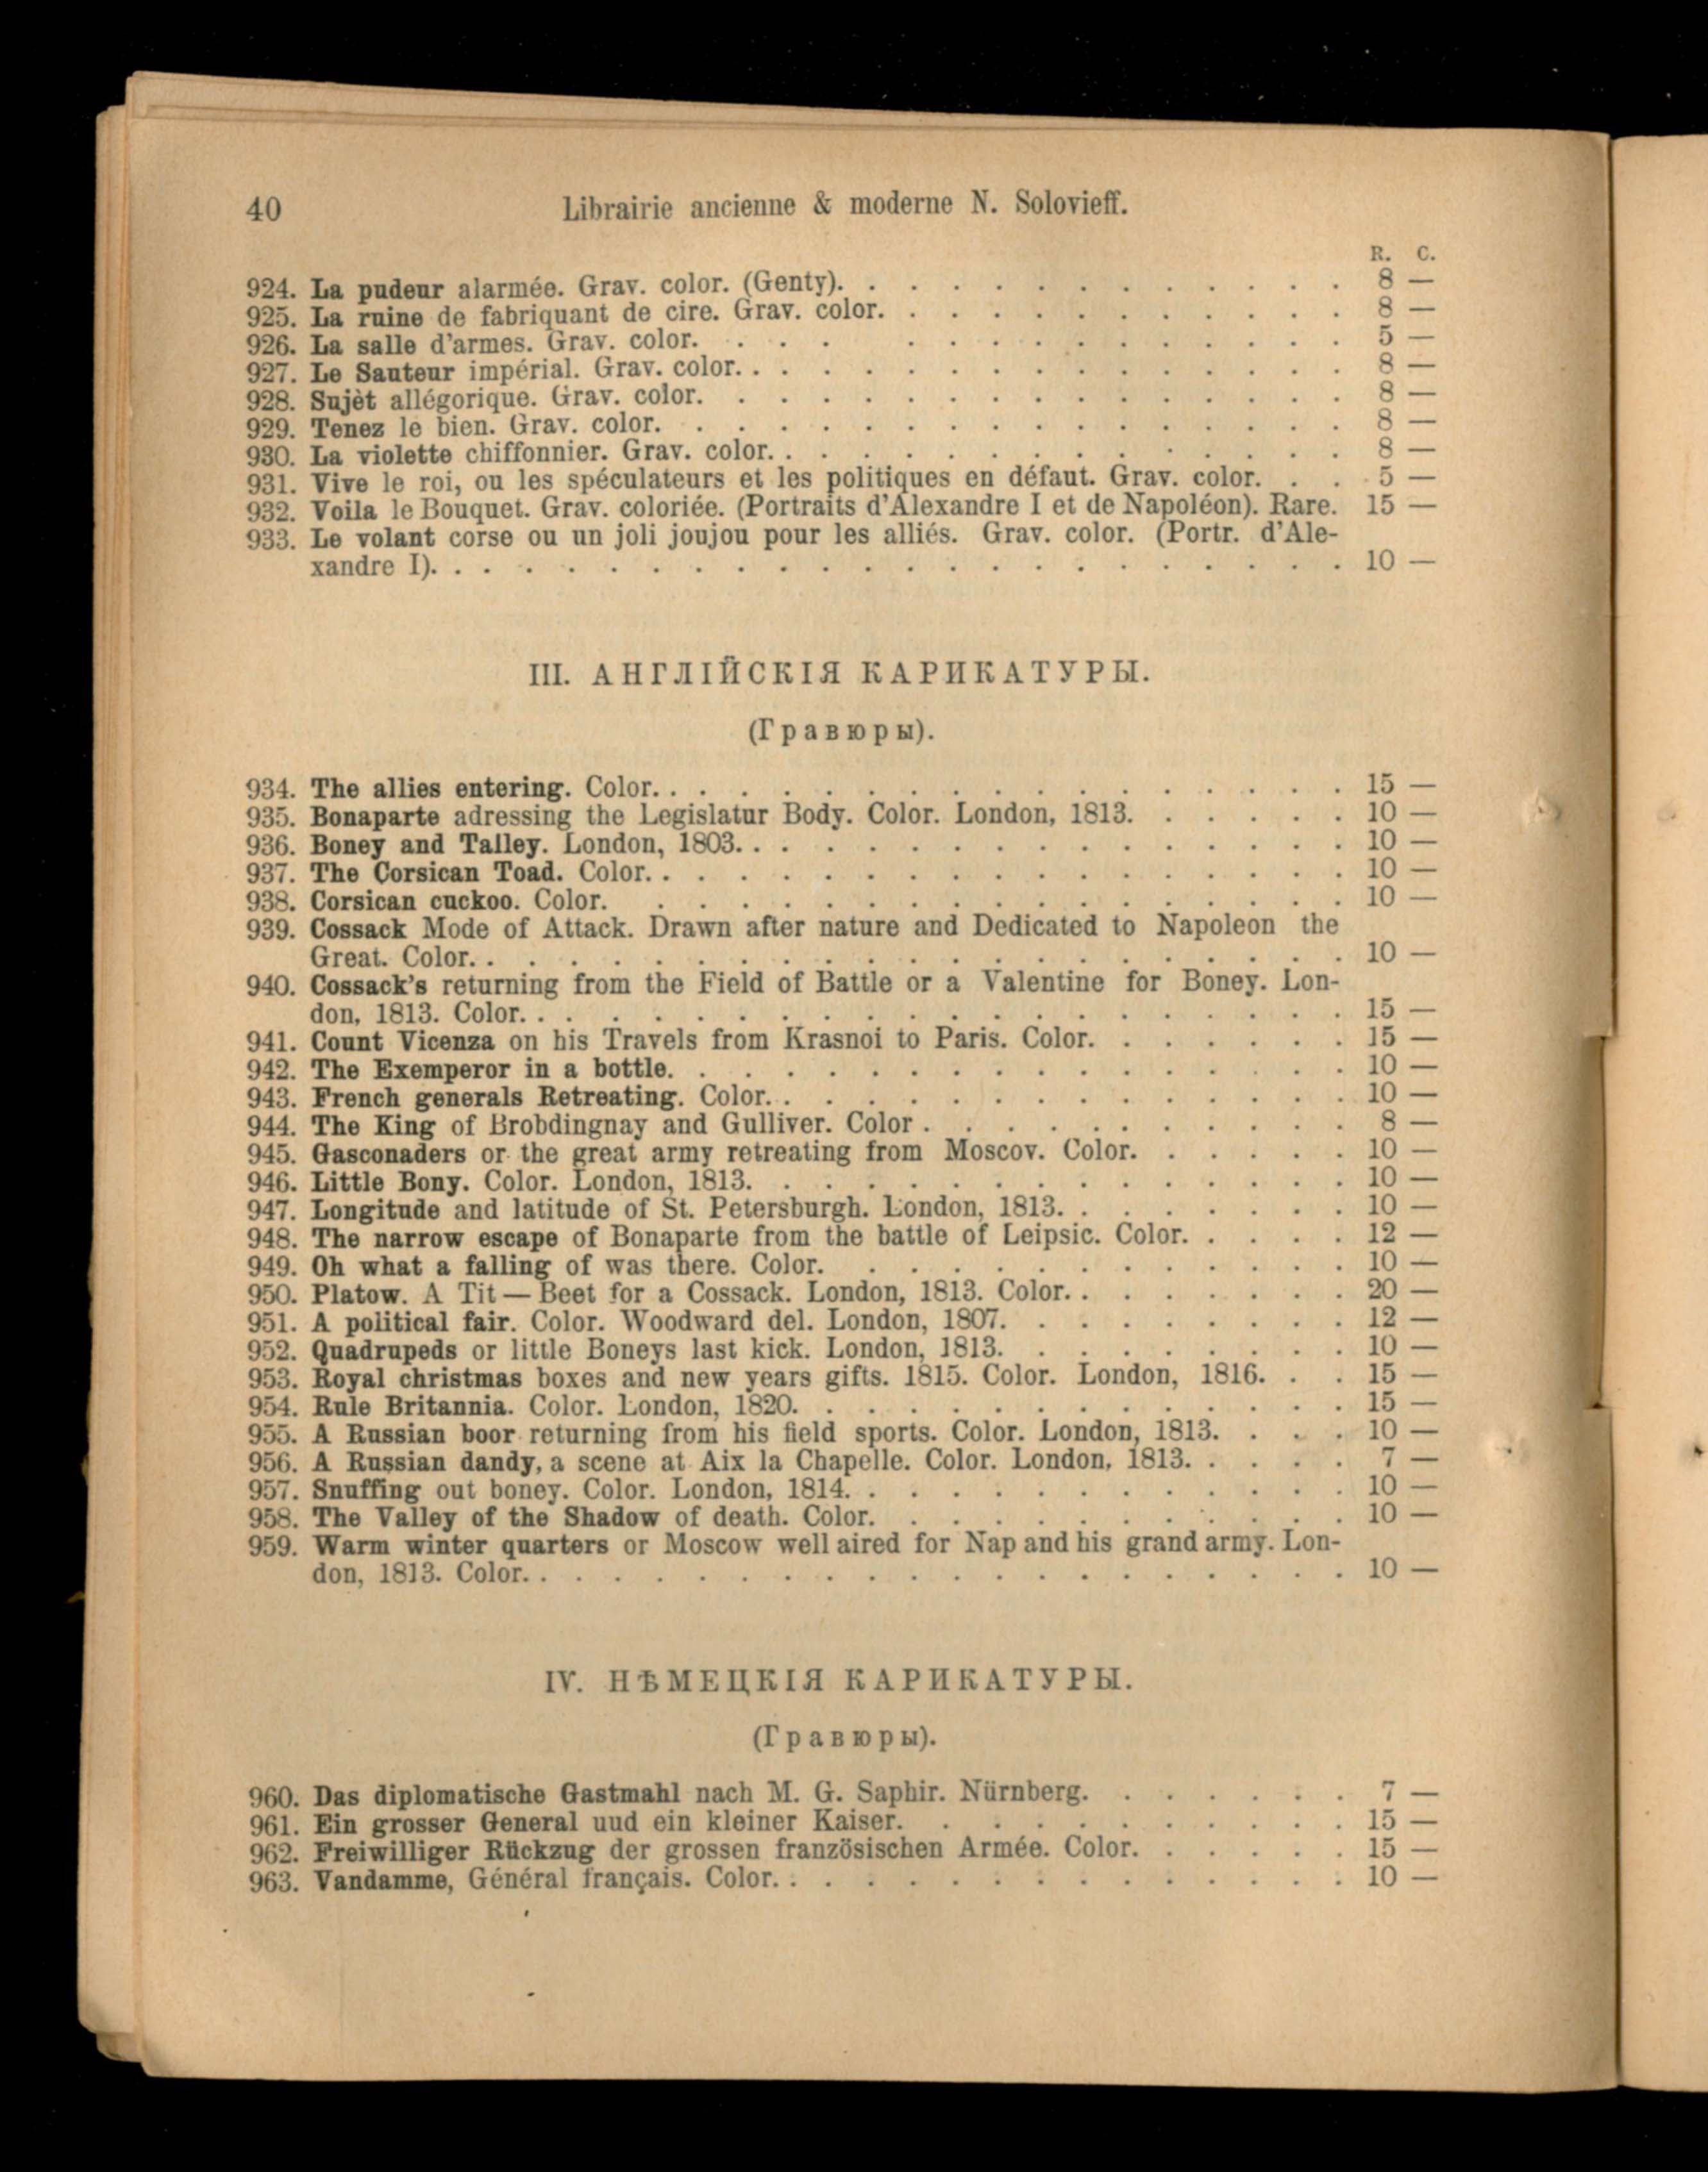 40 Librairie ancienne & moderne N. Solovieff.
R. C.
924. La pudeur alarmée. Grav. color. (Genty). . . . . . . . . . . . . 8 —
925. La ruine de fabriquant de cire. Grav. color. . . . . . . . . . . . 8 —
926. La salle d'armes. Grav. color. . . . . . . . . . . . . . . 5 —
927. Le Sauteur impérial. Grav. color. . . . . . . . . . . . . . . . 8 —
928. Sujèt allégorique. Grav. color. . . . . . . . . . . . . . . . 8 —
929. Tenez le bien. Grav. color. . . . . . . . . . . . . . . . . 8 —
930. La violette chiffonnier. Grav. color. . . . . . . . . . . . . . . 8 —
931. Vive le roi, ou les spéculateurs et les politiques en défaut. Grav. color. . . . 5 —
932. Voila le Bouquet. Grav. coloriée. (Portraits d'Alexandre I et de Napoléon). Rare. 15 —
933. Le volant corse ou un joli joujou pour les alliés. Grav. color. (Portr. d'Ale-
xandre I). . . . . . . . . . . . . . . . . . . . . . . 10 —
III. АНГЛІЙСКІЯ КАРИКАТУРЫ.
(Гравюры).
934. The allies entering. Color. . . . . . . . . . . . . . . . . . 15 —
935. Bonaparte adressing the Legislatur Body. Color. London, 1813. . . . . . 10 —
936. Boney and Talley. London, 1803. . . . . . . . . . . . . . . . 10 —
937. The Corsican Toad. Color. . . . . . . . . . . . . . . . . . 10 —
938. Corsican cuckoo. Color. . . . . . . . . . . . . . . . . . 10 —
939. Cossack Mode of Attack. Drawn after nature and Dedicated to Napoleon the
Great. Color. . . . . . . . . . . . . . . . . . . . . . 10 —
940. Cossack's returning from the Field of Battle or a Valentine for Boney. Lon-
don, 1813. Color. . . . . . . . . . . . . . . . . . . . . 15 —
941. Count Vicenza on his Travels from Krasnoi to Paris. Color. . . . . . . 15 —
942. The Exemperor in a bottle. . . . . . . . . . . . . . . . . 10 —
943. French generals Retreating. Color. . . . . . . . . . . . . . . 10 —
944. The King of Brobdingnay and Gulliver. Color . . . . . . . . . . . 8 —
945. Gasconaders or the great army retreating from Moscov. Color. . . . . . 10 —
946. Little Bony. Color. London, 1813. . . . . . . . . . . . . . . 10 —
947. Longitude and latitude of St. Petersburgh. London, 1813. . . . . . . . 10 —
948. The narrow escape of Bonaparte from the battle of Leipsic. Color. . . . . 12 —
949. Oh what a falling of was there. Color. . . . . . . . . . . . . 10 —
950. Platow. A Tit — Beet for a Cossack. London, 1813. Color. . . . . . . . 20 —
951. A political fair. Color. Woodward del. London, 1807. . . . . . . . . 12 —
952. Quadrupeds or little Boneys last kick. London, 1813. . . . . . . . . 10 —
953. Royal christmas boxes and new years gifts. 1815. Color. London, 1816. . . 15 —
954. Rule Britannia. Color. London, 1820. . . . . . . . . . . . . . 15 —
955. A Russian boor returning from his field sports. Color. London, 1813. . . . 10 —
956. A Russian dandy, a scene at Aix la Chapelle. Color. London, 1813. . . . . 7 —
957. Snuffing out boney. Color. London, 1814. . . . . . . . . . . . . 10 —
958. The Valley of the Shadow of death. Color. . . . . . . . . . . . 10 —
959. Warm winter quarters or Moscow well aired for Nap and his grand army. Lon-
don, 1813. Color. . . . . . . . . . . . . . . . . . . . . 10 —
IV. НѢМЕЦКІЯ КАРИКАТУРЫ.
(Гравюры).
960. Das diplomatische Gastmahl nach M. G. Saphir. Nürnberg. . . . . . . 7 —
961. Ein grosser General uud ein kleiner Kaiser. . . . . . . . . . . . 15 —
962. Freiwilliger Rückzug der grossen französischen Armée. Color. . . . . . 15 —
963. Vandamme, Général français. Color. . . . . . . . . . . . . . . 10 —